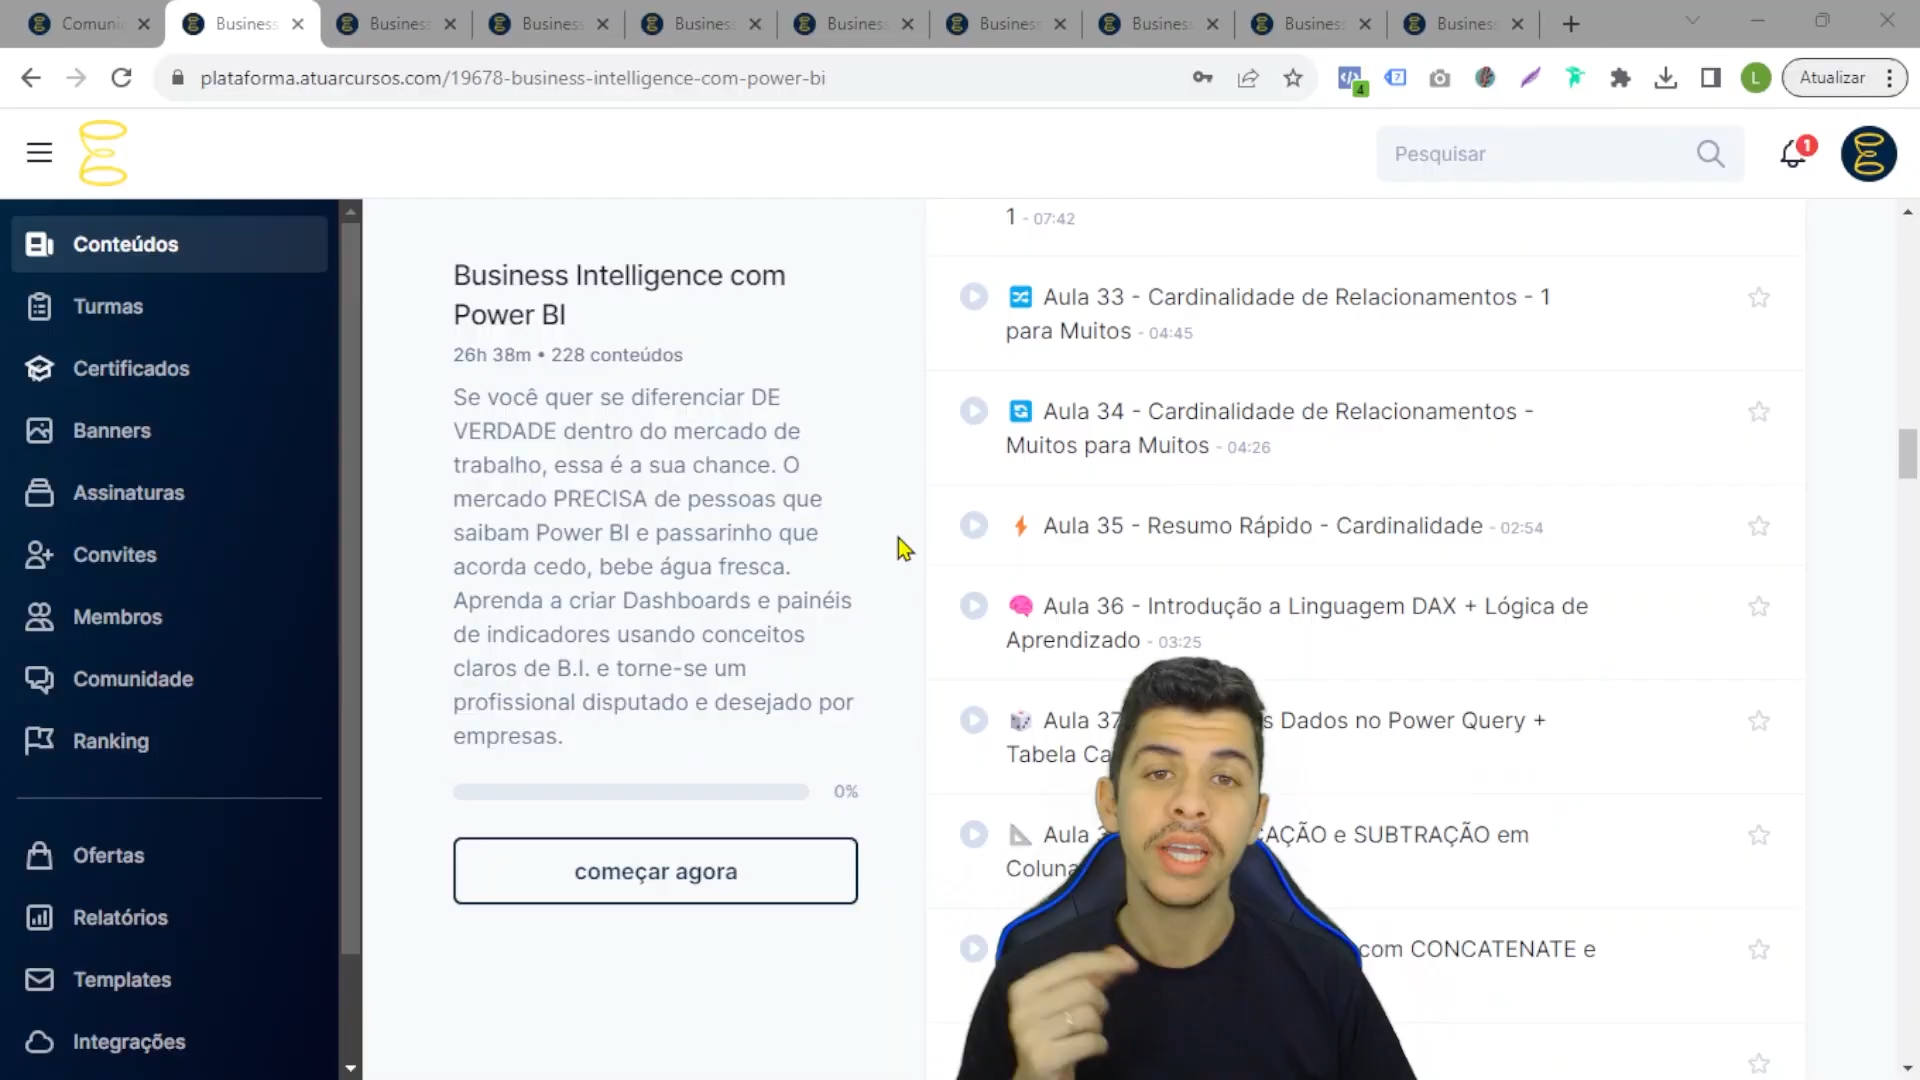 Comuni
Business
Business
Business
Business
Business
Business
Business
Business
Business
plataforma.atuarcursos.com/19678-business-intelligence-com-power-bi
4
7
L
Atualizar
Pesquisar
1
Conteúdos
Turmas
Certificados
Banners
Assinaturas
Convites
Membros
Comunidade
Ranking
Ofertas
Relatórios
Templates
Integrações
Business Intelligence com
Power BI
26h 38m • 228 conteúdos
Se você quer se diferenciar DE
VERDADE dentro do mercado de
trabalho, essa é a sua chance. O
mercado PRECISA de pessoas que
saibam Power BI e passarinho que
acorda cedo, bebe água fresca.
Aprenda a criar Dashboards e painéis
de indicadores usando conceitos
claros de B.I. e torne-se um
profissional disputado e desejado por
empresas.
0%
começar agora
1 - 07:42
Aula 33 - Cardinalidade de Relacionamentos - 1
para Muitos - 04:45
Aula 34 - Cardinalidade de Relacionamentos -
Muitos para Muitos - 04:26
Aula 35 - Resumo Rápido - Cardinalidade - 02:54
Aula 36 - Introdução a Linguagem DAX + Lógica de
Aprendizado - 03:25
Aula 37 s Dados no Power Query +
Tabela Ca
Aula 3 CAÇÃO e SUBTRAÇÃO em
Coluna
com CONCATENATE e